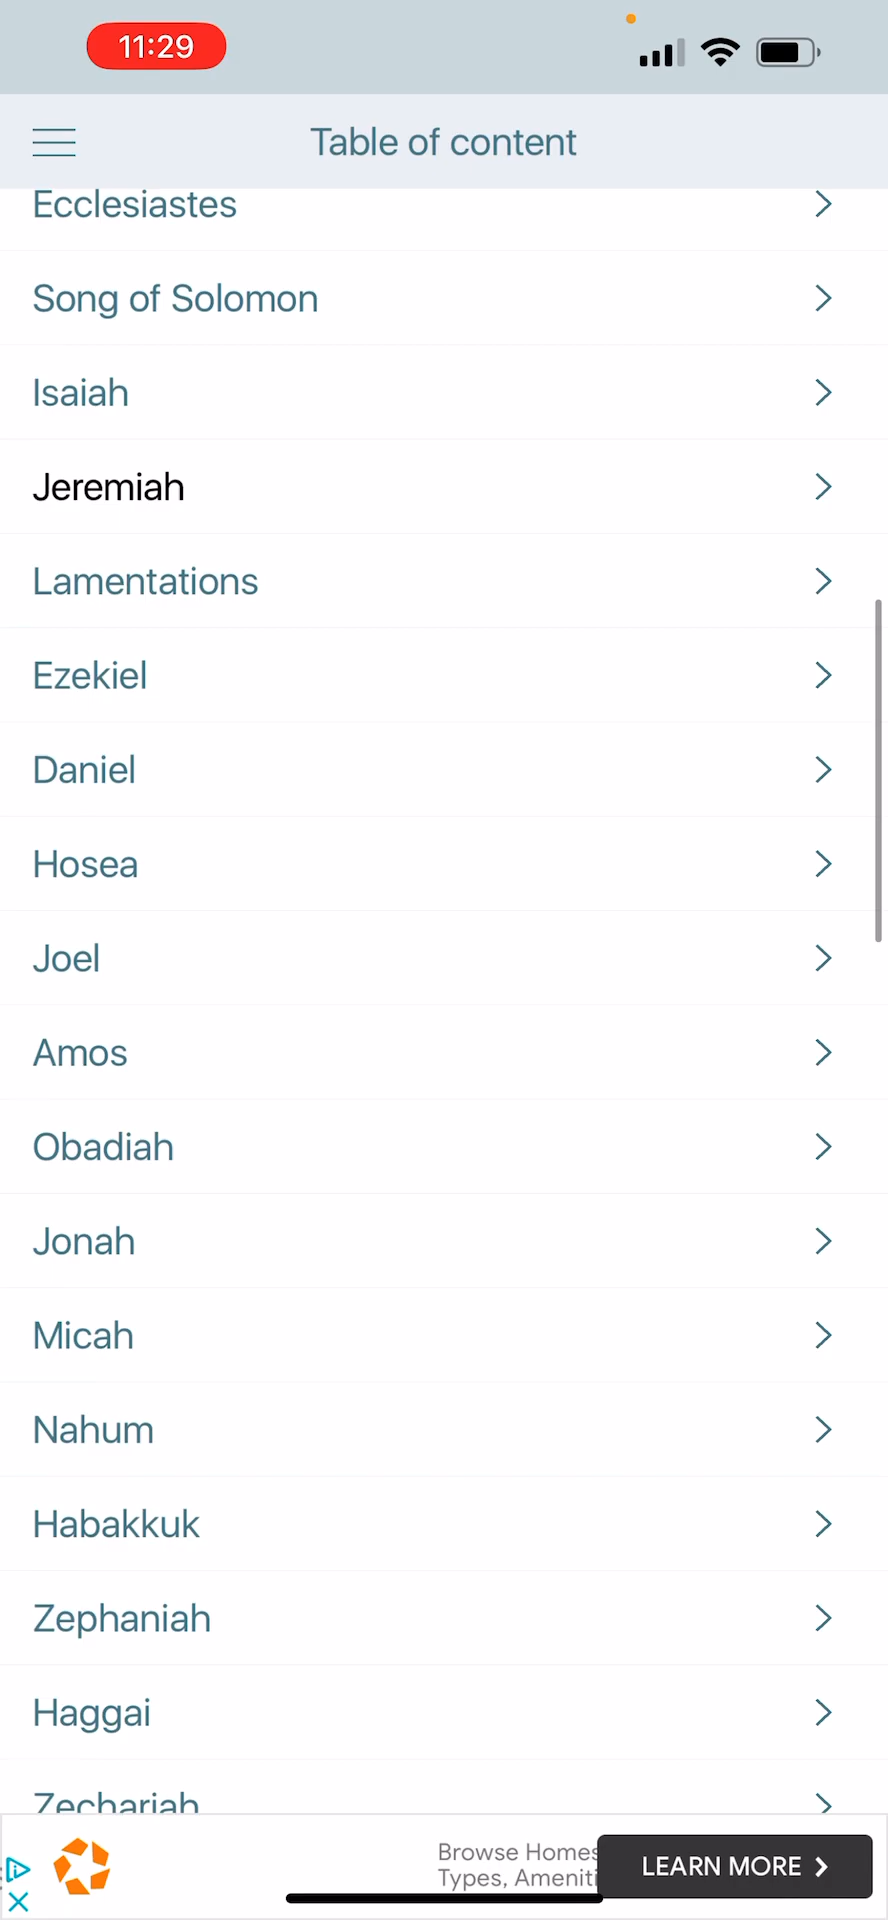 11:29
Table of content
Ecclesiastes
Song of Solomon
Isaiah
Jeremiah
Lamentations
Ezekiel
Daniel
Hosea
Joel
Amos
Obadiah
Jonah
Micah
Nahum
Habakkuk
Zephaniah
Haggai
Zechariah
Browse Homes
Types, Ameniti
LEARN MORE